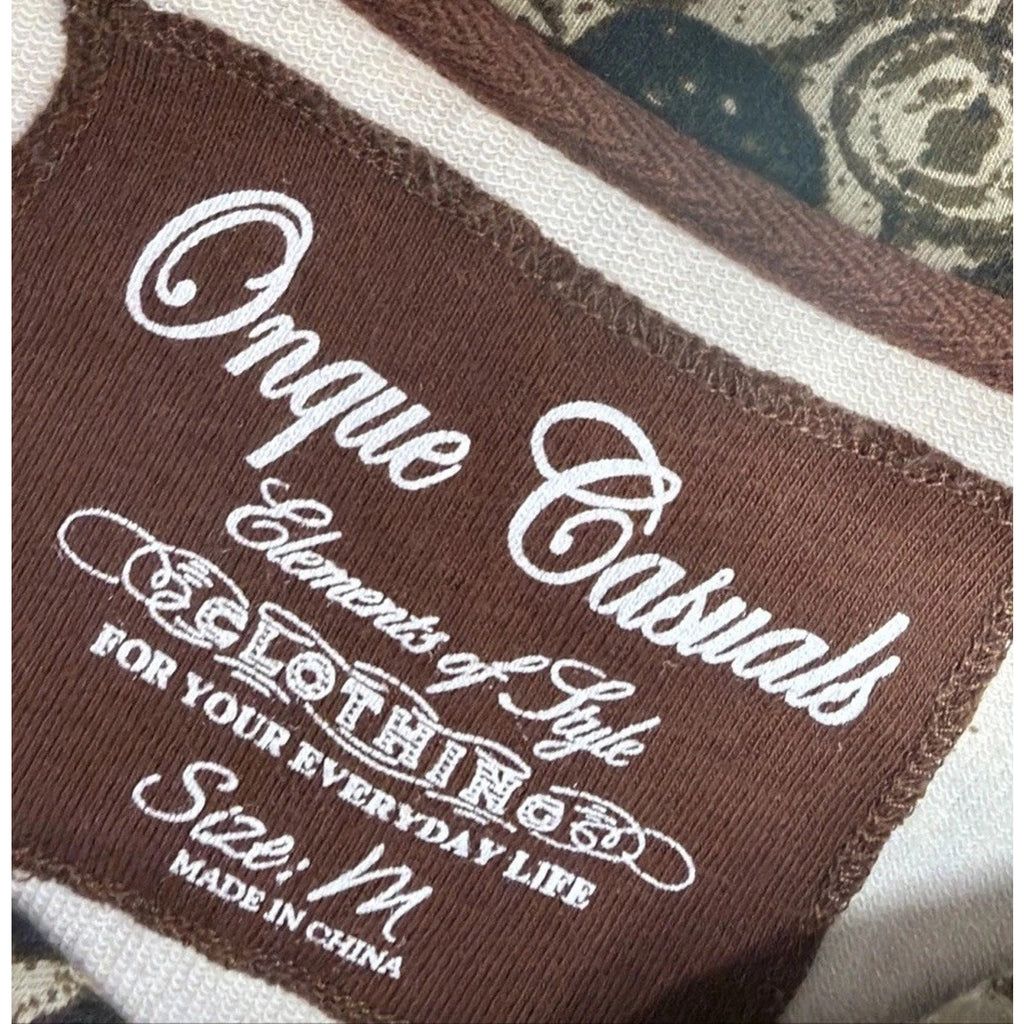 Onque Casuals
Elements of Style
CLOTHING
FOR YOUR EVERYDAY LIFE
Size: M
MADE IN CHINA